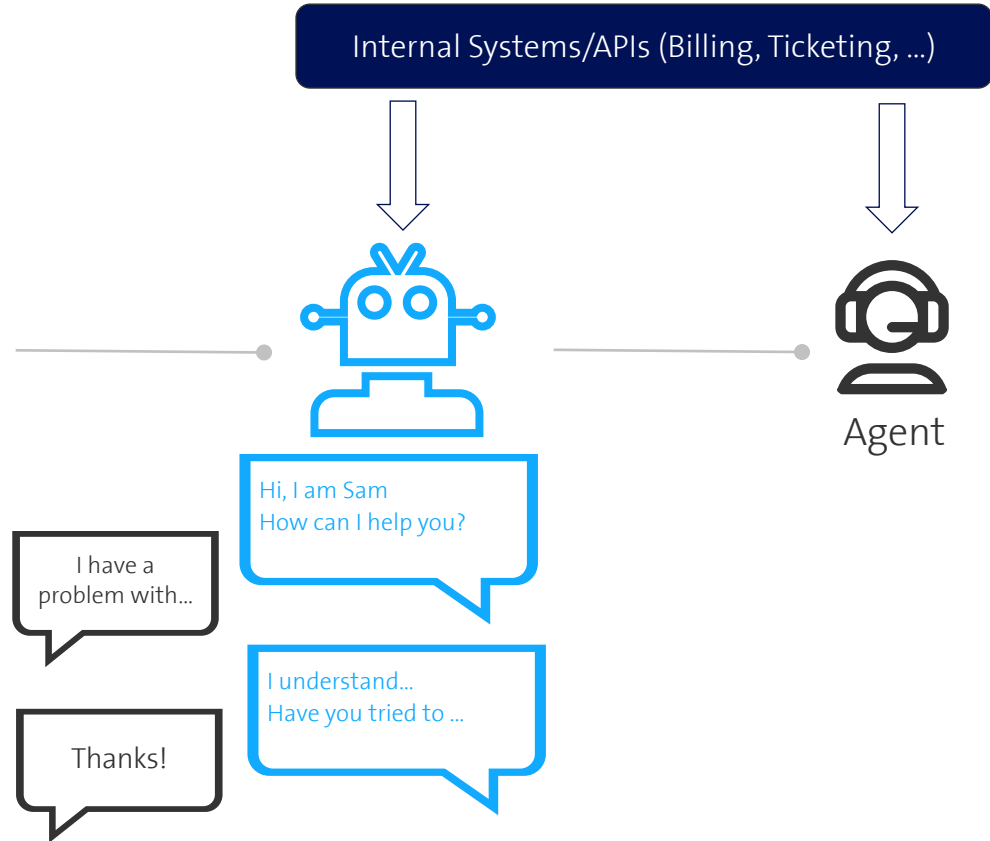 Internal Systems/APIs (Billing, Ticketing, ...)
Agent
Hi, I am Sam
How can I help you?
I have a
problem with...
I understand...
Have you tried to ...
Thanks!